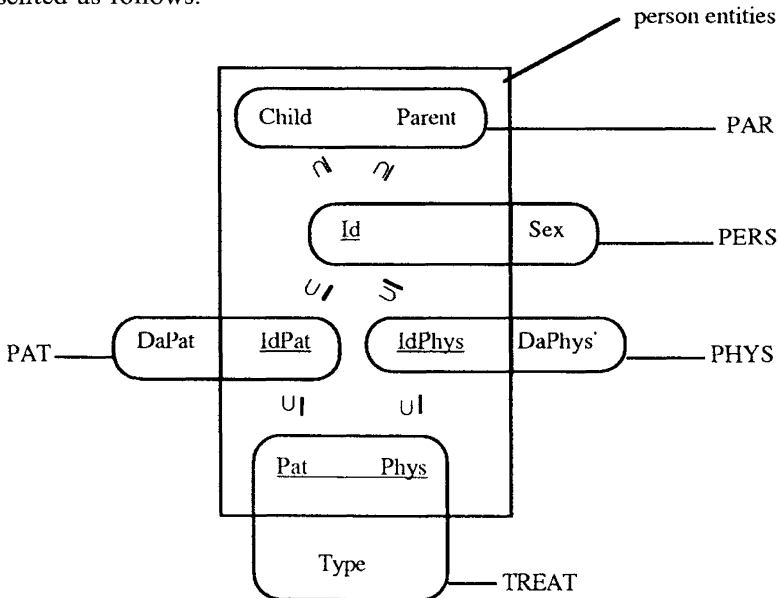 sented as follows.
person entities
Child Parent
PAR
Id Sex
PERS
PAT
DaPat IdPat
IdPhys DaPhys
PHYS
Pat Phys
Type
TREAT